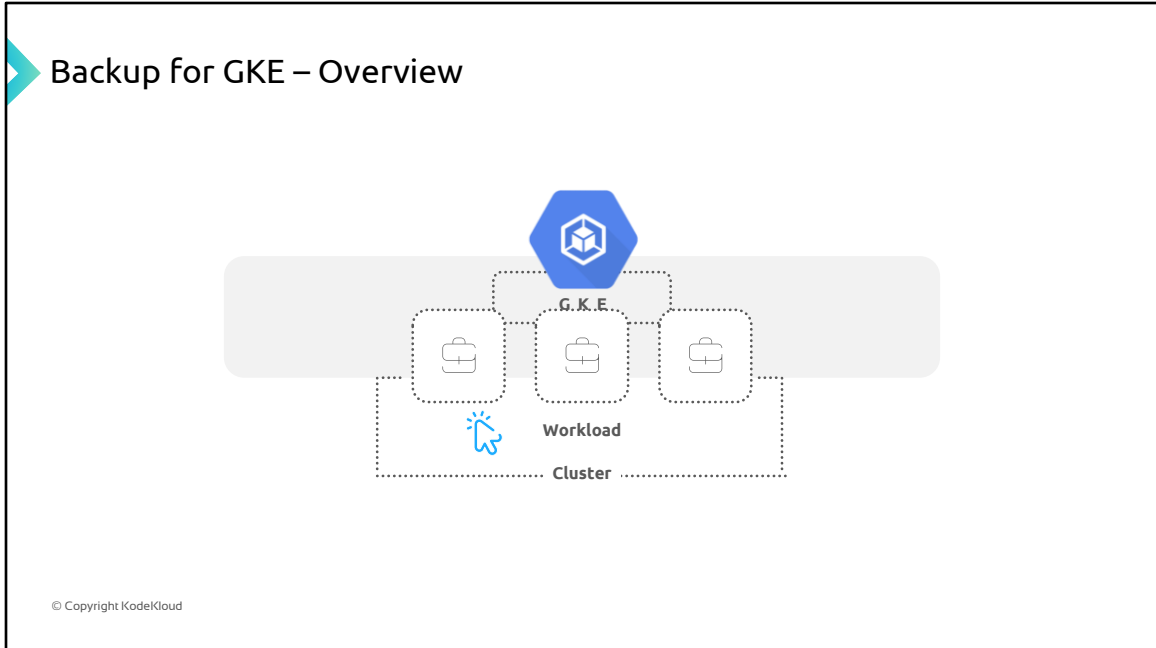 Backup for GKE – Overview
G K E
Workload
Cluster
© Copyright KodeKloud